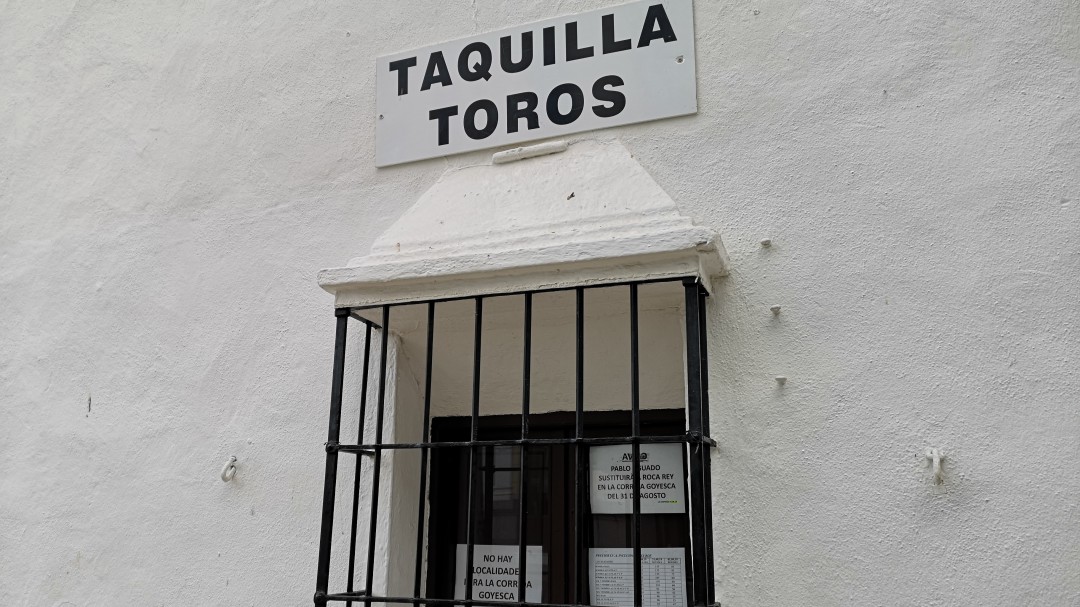 TAQUILLA
TOROS
PABLO AGUADO
SUSTITUIRÁ A ROCA REY
EN LA CORRIDA GOYESCA
DEL 31 DE AGOSTO
NO HAY
LOCALIDADES
PARA LA CORRIDA
GOYESCA